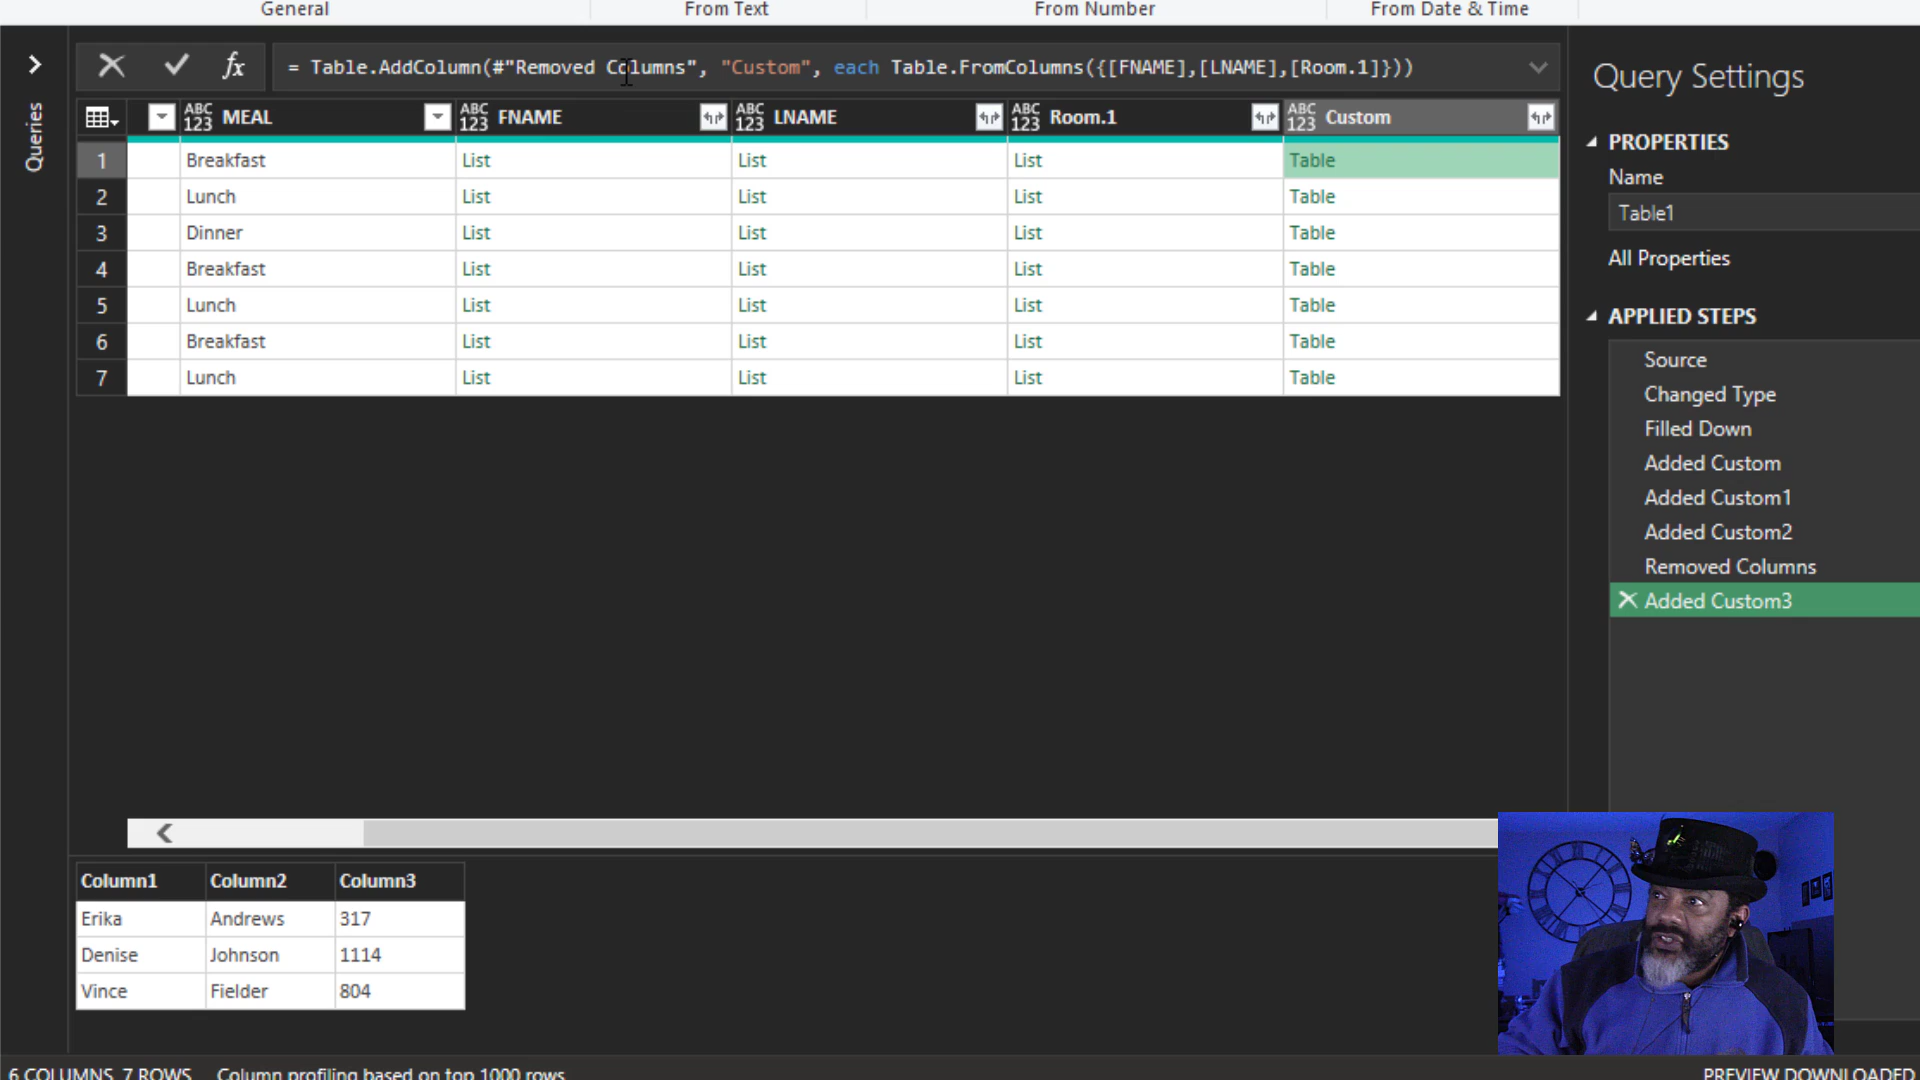 General From Text From Number From Date & Time
= Table.AddColumn(#"Removed Columns", "Custom", each Table.FromColumns({[FNAME],[LNAME],[Room.1]}))
fx
Queries
ABC 123 MEAL ABC 123 FNAME ABC 123 LNAME ABC 123 Room.1 ABC 123 Custom
1 Breakfast List List List Table
2 Lunch List List List Table
3 Dinner List List List Table
4 Breakfast List List List Table
5 Lunch List List List Table
6 Breakfast List List List Table
7 Lunch List List List Table
Query Settings
PROPERTIES
Name
Table1
All Properties
APPLIED STEPS
Source
Changed Type
Filled Down
Added Custom
Added Custom1
Added Custom2
Removed Columns
Added Custom3
Column1 Column2 Column3
Erika Andrews 317
Denise Johnson 1114
Vince Fielder 804
6 COLUMNS, 7 ROWS Column profiling based on top 1000 rows
PREVIEW DOWNLOADED